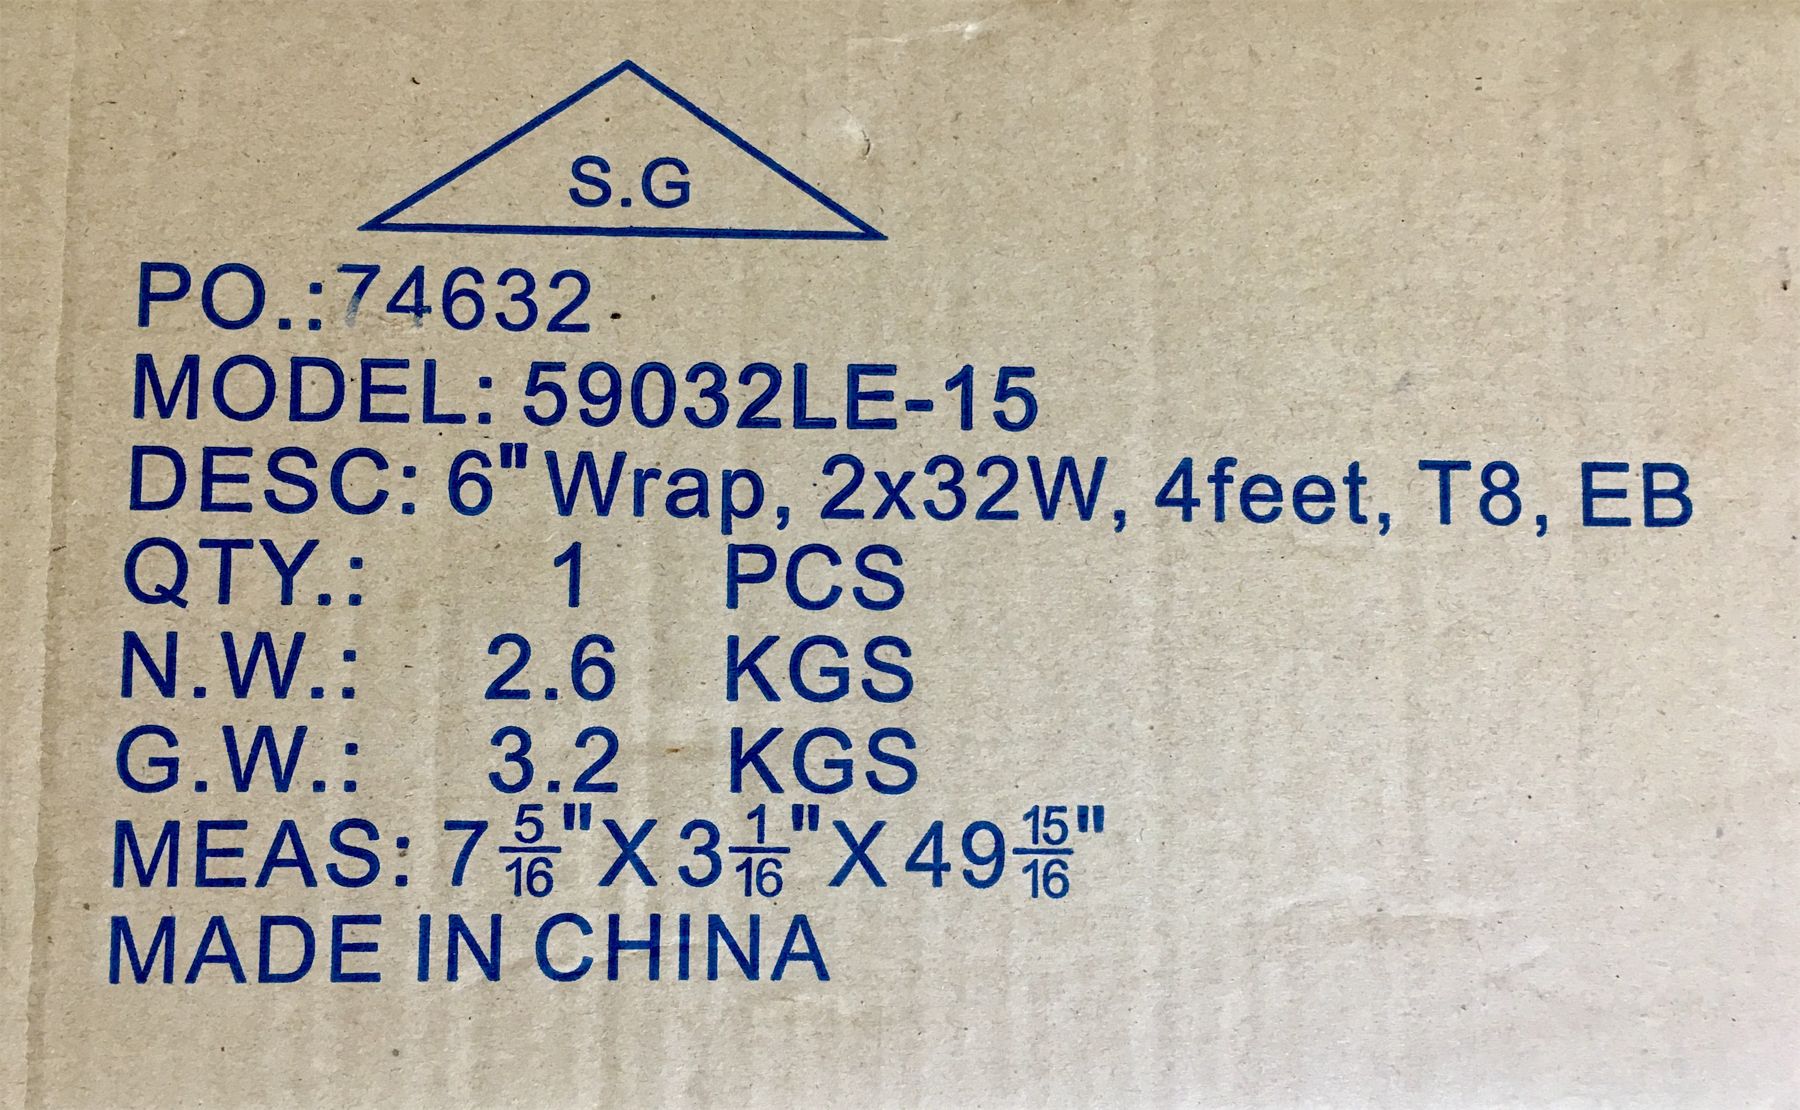 S.G
PO.:74632
MODEL: 59032LE-15
DESC: 6" Wrap, 2x32W, 4feet, T8, EB
QTY.: 1 PCS
N.W.: 2.6 KGS
G.W.: 3.2 KGS
MEAS: 7 5/16" X 3 1/16" X 49 15/16"
MADE IN CHINA